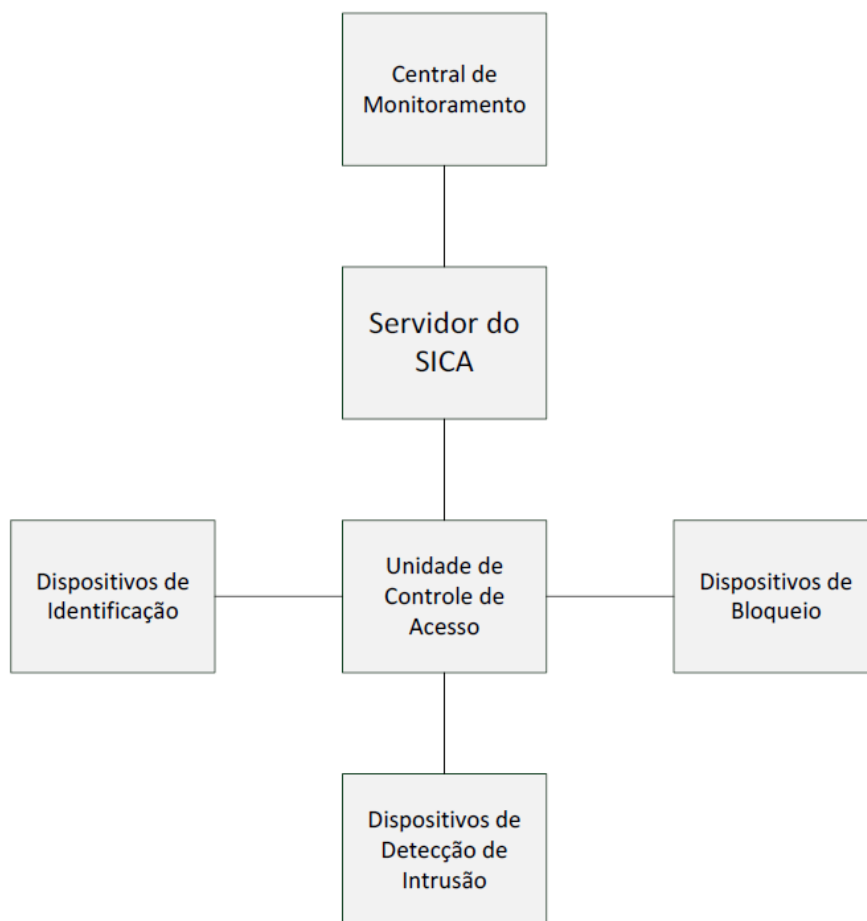 Central de
Monitoramento
Servidor do
SICA
Dispositivos de
Identificação
Unidade de
Controle de
Acesso
Dispositivos de
Bloqueio
Dispositivos de
Detecção de
Intrusão